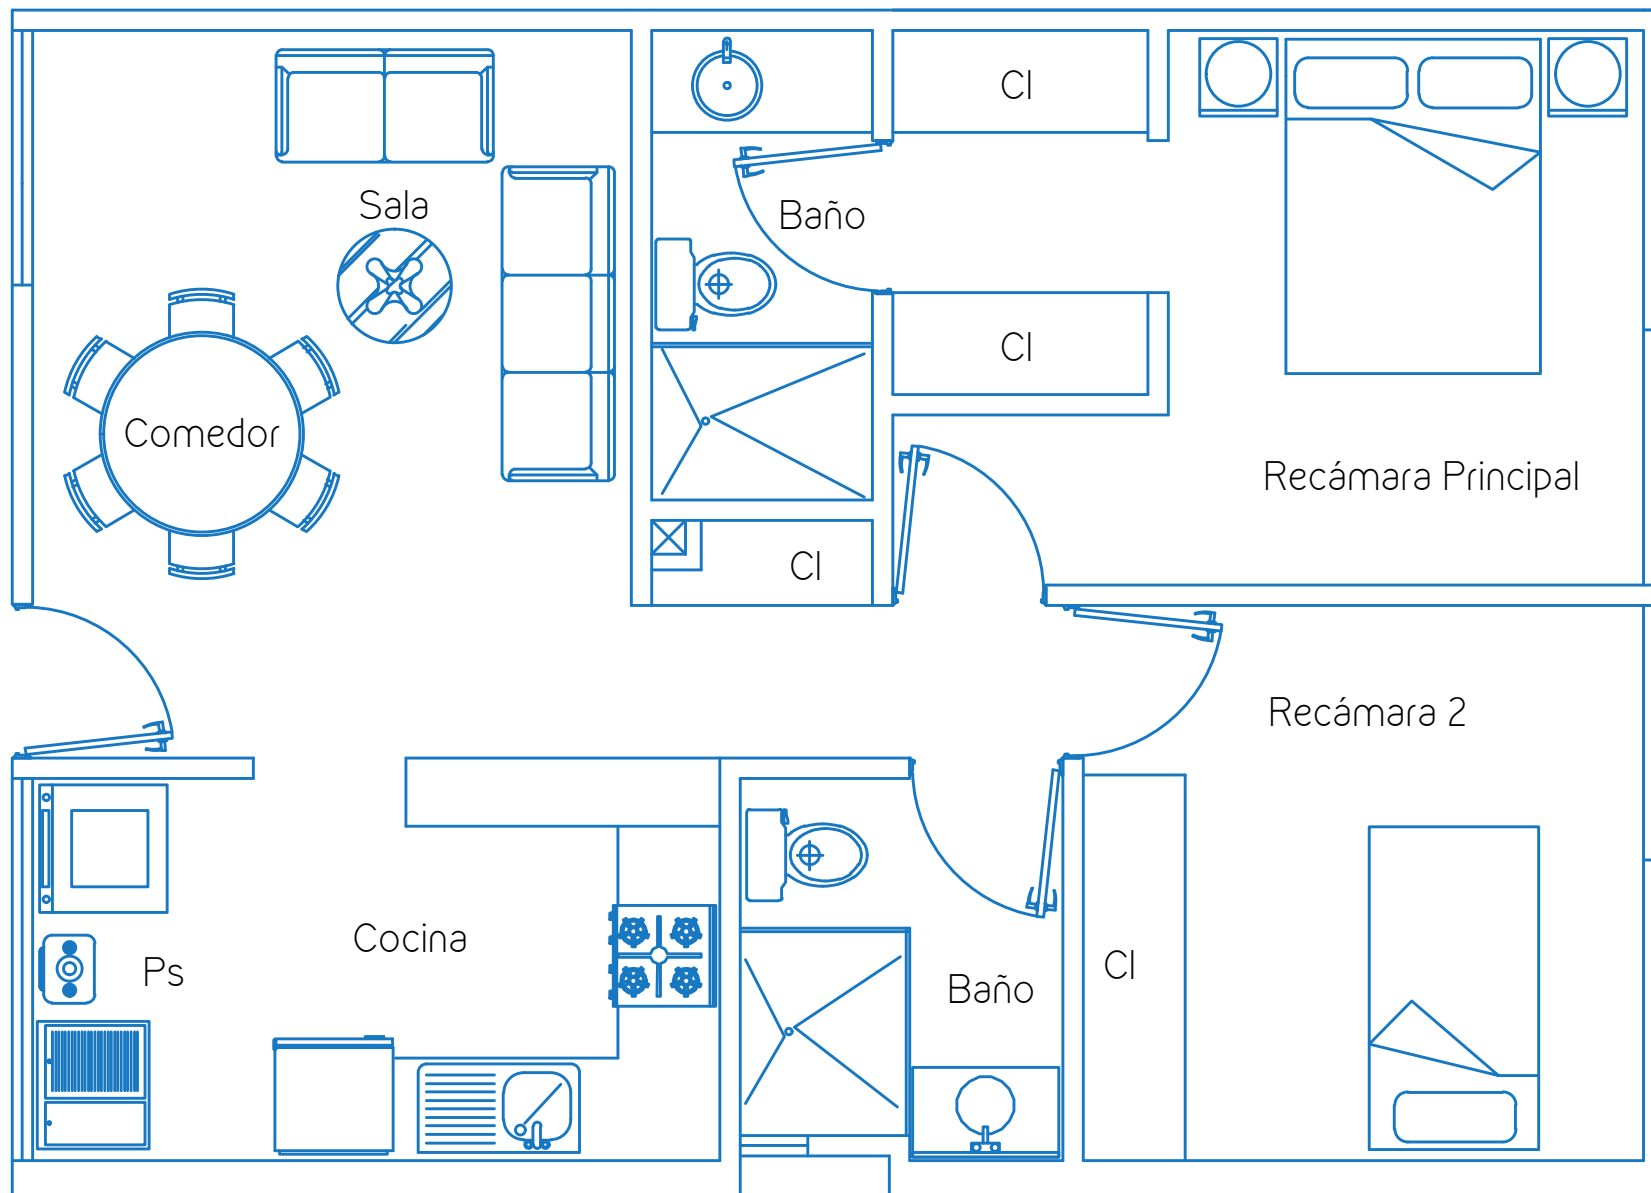 Cl
Sala
Baño
Cl
Comedor
Recámara Principal
Cl
Recámara 2
Cocina
Ps
Baño
Cl